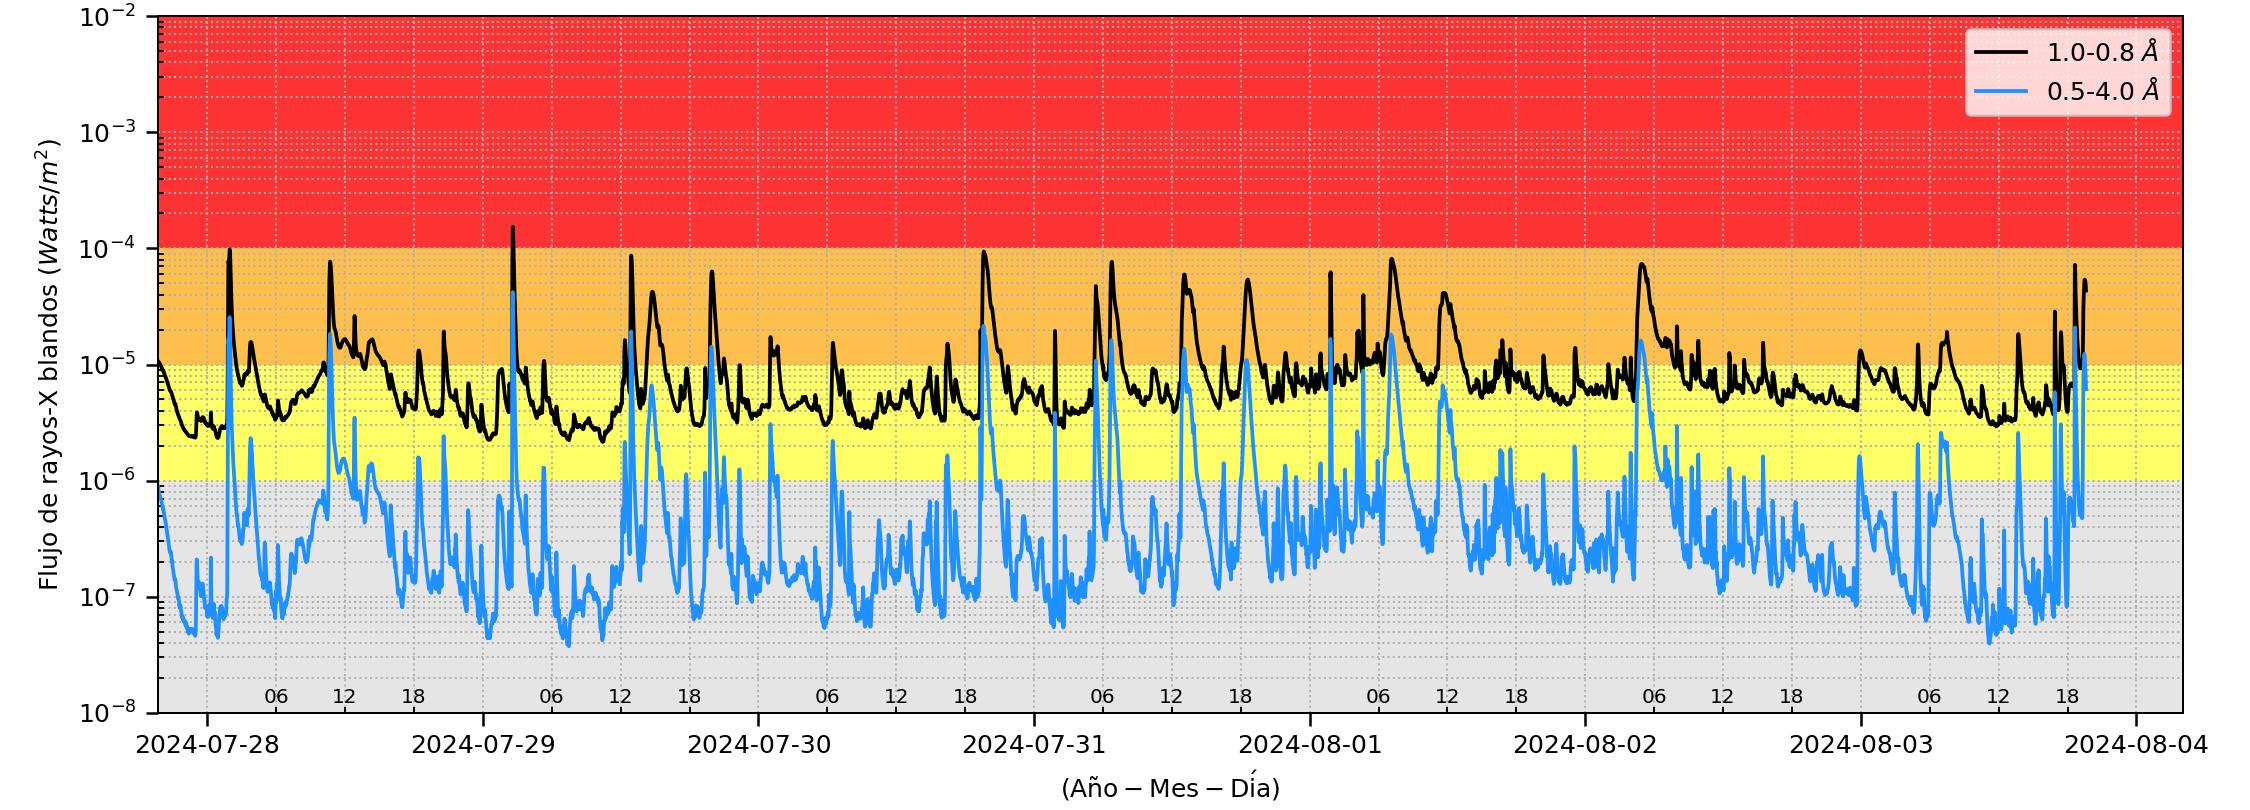 10⁻²
10⁻³
10⁻⁴
10⁻⁵
10⁻⁶
10⁻⁷
10⁻⁸
Flujo de rayos-X blandos (Watts/m²)
1.0-0.8 Å
0.5-4.0 Å
06 12 18 06 12 18 06 12 18 06 12 18 06 12 18 06 12 18 06 12 18
2024-07-28 2024-07-29 2024-07-30 2024-07-31 2024-08-01 2024-08-02 2024-08-03 2024-08-04
(Año − Mes − Día)